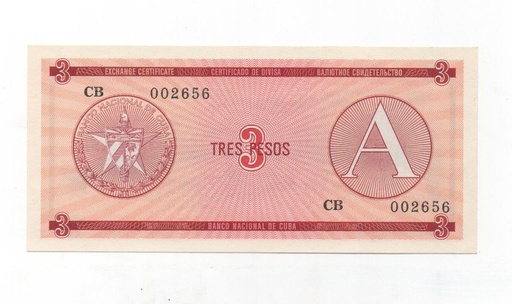 3 EXCHANGE CERTIFICATE CERTIFICADO DE DIVISA ВАЛЮТНОЕ СВИДЕТЕЛЬСТВО 3
CB 002656
BANCO NACIONAL DE CUBA
TRES PESOS
3
A
CB 002656
3 BANCO NACIONAL DE CUBA 3